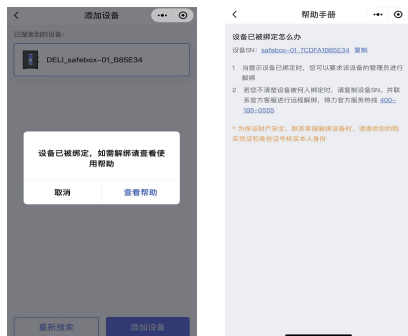 添加设备
已搜索到的设备:
DELI_safebox-01_B85E34
设备已被绑定，如需解绑请查看使
用帮助
取消
查看帮助
重新搜索
添加设备
帮助手册
设备已被绑定怎么办
设备SN: safebox-01_7CDFA1B85E34 复制
1 当提示设备已绑定时，您可以要求该设备的管理员进行
解绑
2 若您不清楚设备被何人绑定时，请复制设备SN，并联
系官方客服进行远程解绑，得力官方服务热线 400-
185-0555
* 为保证财产安全，联系客服解绑设备时，请提供您的购
买凭证和身份证号核实本人身份